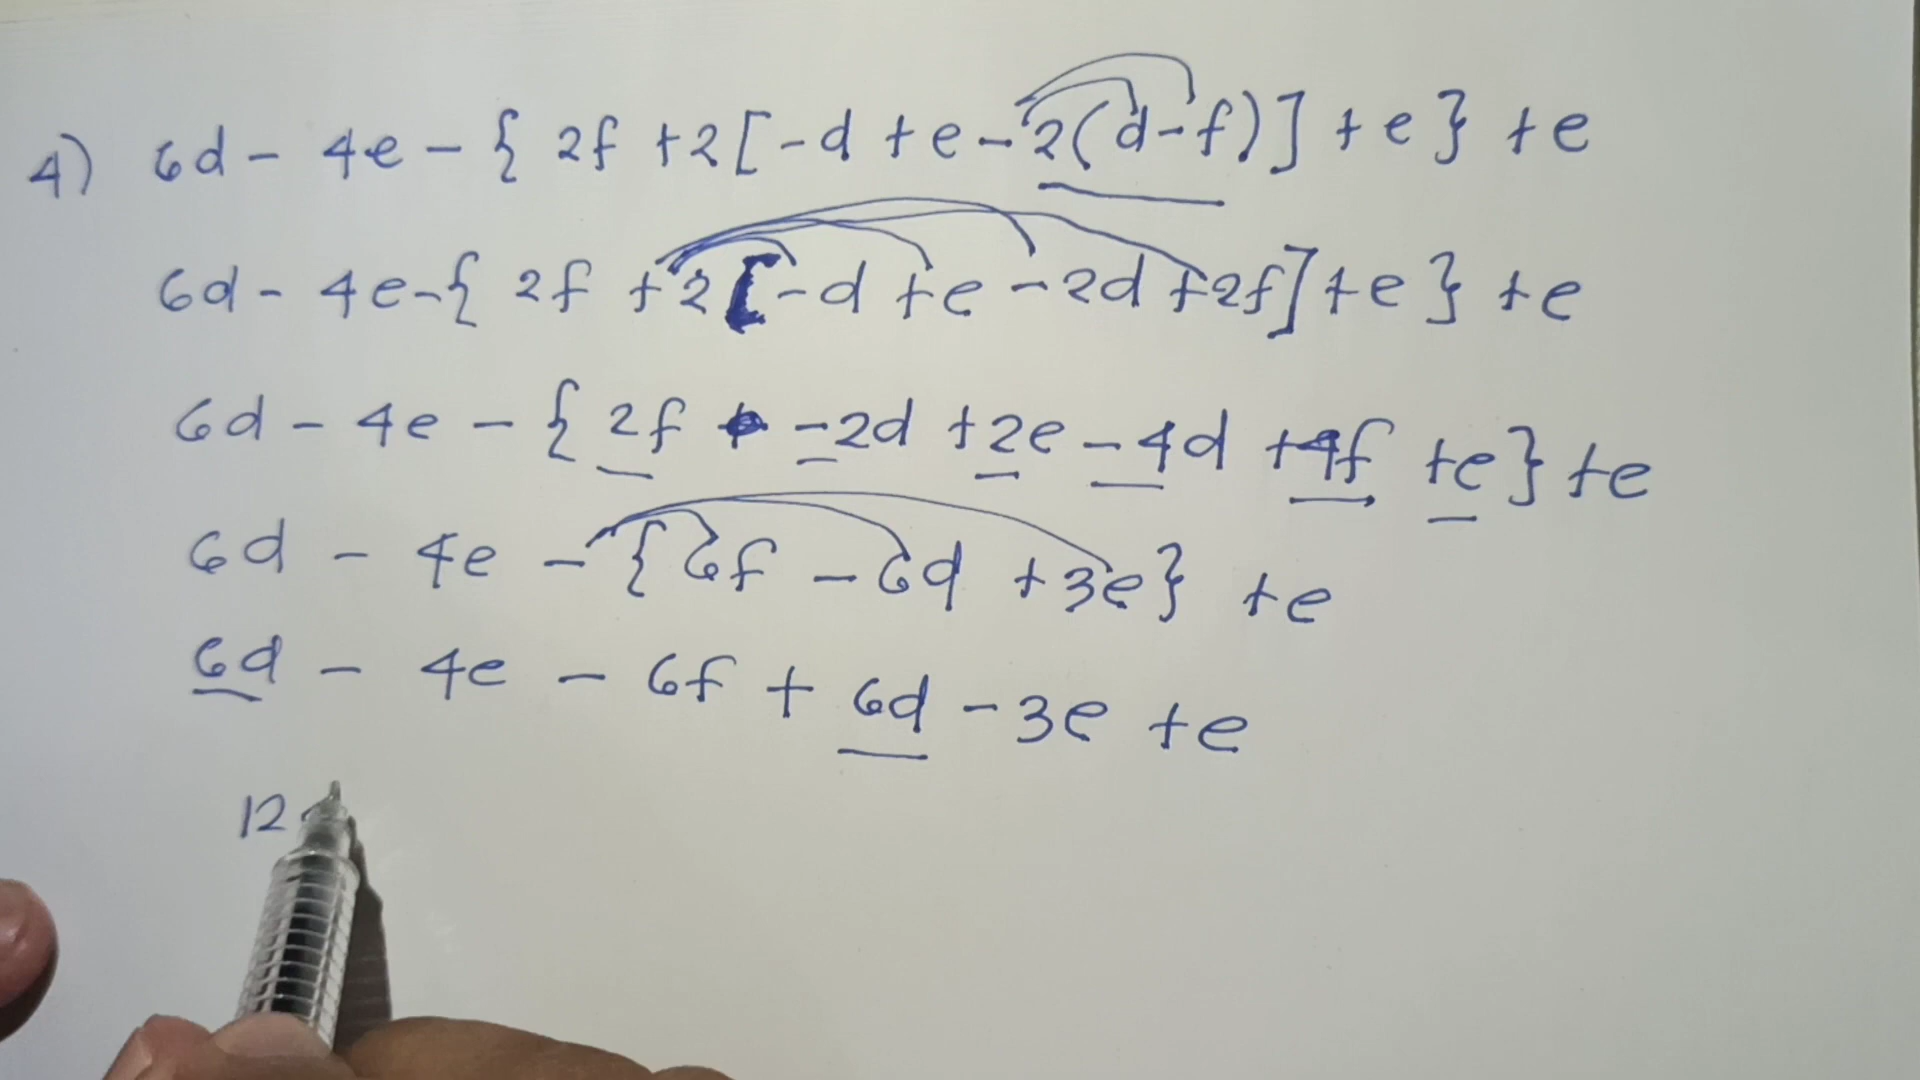 4) 6d - 4e - { 2f +2[-d +e-2(d-f)] +e} +e
6d - 4e-{ 2f +2[-d +e -2d +2f] +e} +e
6d - 4e - {2f -2d +2e -4d +4f +e} +e
6d - 4e -{6f -6d +3e} +e
6d - 4e - 6f + 6d -3e +e
12